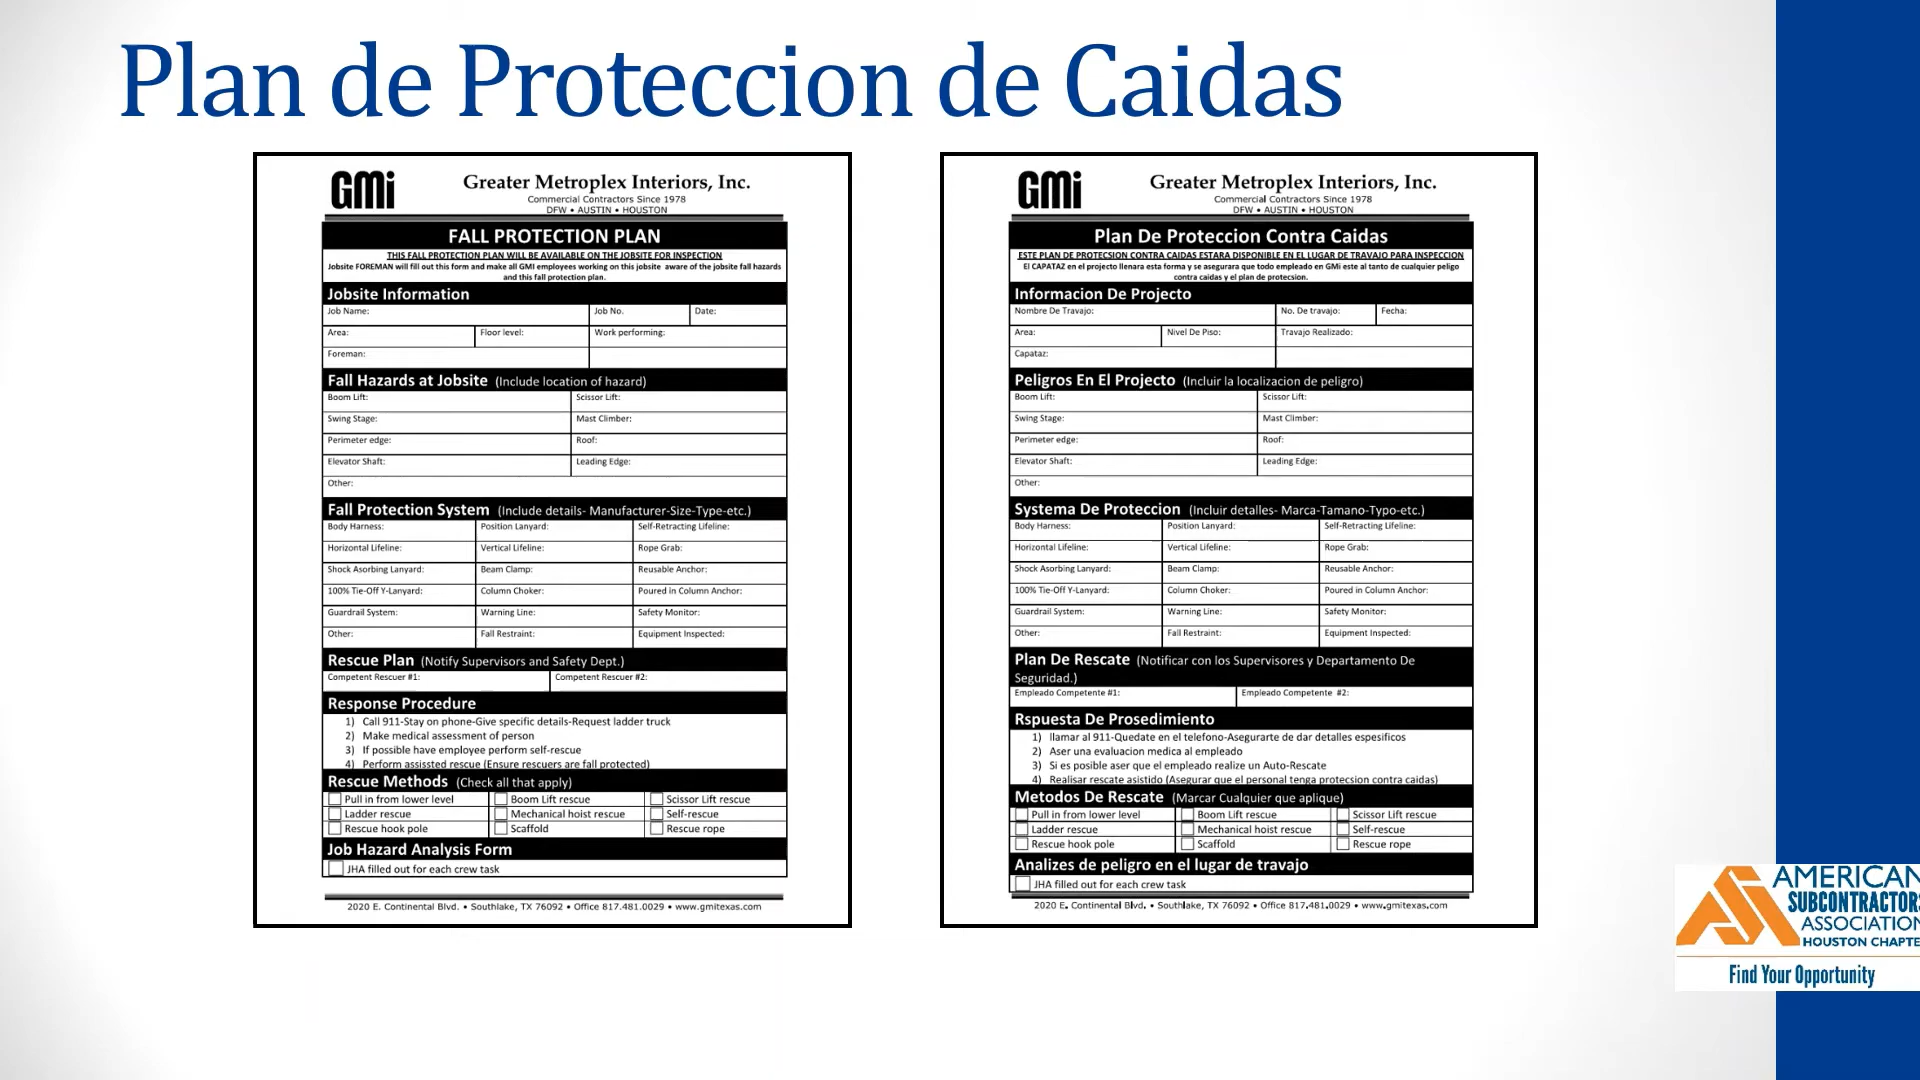 Plan de Proteccion de Caidas
GMi
Greater Metroplex Interiors, Inc.
Commercial Contractors Since 1978
DFW • AUSTIN • HOUSTON
FALL PROTECTION PLAN
THIS FALL PROTECTION PLAN WILL BE AVAILABLE ON THE JOBSITE FOR INSPECTION
Jobsite FOREMAN will fill out this form and make all GMI employees working on this jobsite aware of the jobsite fall hazards
and this fall protection plan.
Jobsite Information
Job Name: Job No. Date:
Area: Floor level: Work performing:
Foreman:
Fall Hazards at Jobsite (Include location of hazard)
Boom Lift: Scissor Lift:
Swing Stage: Mast Climber:
Perimeter edge: Roof:
Elevator Shaft: Leading Edge:
Other:
Fall Protection System (Include details- Manufacturer-Size-Type-etc.)
Body Harness: Position Lanyard: Self-Retracting Lifeline:
Horizontal Lifeline: Vertical Lifeline: Rope Grab:
Shock Asorbing Lanyard: Beam Clamp: Reusable Anchor:
100% Tie-Off Y-Lanyard: Column Choker: Poured in Column Anchor:
Guardrail System: Warning Line: Safety Monitor:
Other: Fall Restraint: Equipment Inspected:
Rescue Plan (Notify Supervisors and Safety Dept.)
Competent Rescuer #1: Competent Rescuer #2:
Response Procedure
1) Call 911-Stay on phone-Give specific details-Request ladder truck
2) Make medical assessment of person
3) If possible have employee perform self-rescue
4) Perform assissted rescue (Ensure rescuers are fall protected)
Rescue Methods (Check all that apply)
Pull in from lower level Boom Lift rescue Scissor Lift rescue
Ladder rescue Mechanical hoist rescue Self-rescue
Rescue hook pole Scaffold Rescue rope
Job Hazard Analysis Form
JHA filled out for each crew task
2020 E. Continental Blvd. • Southlake, TX 76092 • Office 817.481.0029 • www.gmitexas.com
GMi
Greater Metroplex Interiors, Inc.
Commercial Contractors Since 1978
DFW • AUSTIN • HOUSTON
Plan De Proteccion Contra Caidas
ESTE PLAN DE PROTECSION CONTRA CAIDAS ESTARA DISPONIBLE EN EL LUGAR DE TRAVAJO PARA INSPECCION
El CAPATAZ en el projecto llenara esta forma y se asegurara que todo empleado en GMi este al tanto de cualquier peligo
contra caidas y el plan de protecsion.
Informacion De Projecto
Nombre De Travajo: No. De travajo: Fecha:
Area: Nivel De Piso: Travajo Realizado:
Capataz:
Peligros En El Projecto (Incluir la localizacion de peligro)
Boom Lift: Scissor Lift:
Swing Stage: Mast Climber:
Perimeter edge: Roof:
Elevator Shaft: Leading Edge:
Other:
Systema De Proteccion (Incluir detalles- Marca-Tamano-Typo-etc.)
Body Harness: Position Lanyard: Self-Retracting Lifeline:
Horizontal Lifeline: Vertical Lifeline: Rope Grab:
Shock Asorbing Lanyard: Beam Clamp: Reusable Anchor:
100% Tie-Off Y-Lanyard: Column Choker: Poured in Column Anchor:
Guardrail System: Warning Line: Safety Monitor:
Other: Fall Restraint: Equipment Inspected:
Plan De Rescate (Notificar con los Supervisores y Departamento De
Seguridad.)
Empleado Competente #1: Empleado Competente #2:
Rspuesta De Prosedimiento
1) llamar al 911-Quedate en el telefono-Asegurarte de dar detalles espesificos
2) Aser una evaluacion medica al empleado
3) Si es posible aser que el empleado realize un Auto-Rescate
4) Realisar rescate asistido (Asegurar que el personal tenga protecsion contra caidas)
Metodos De Rescate (Marcar Cualquier que aplique)
Pull in from lower level Boom Lift rescue Scissor Lift rescue
Ladder rescue Mechanical hoist rescue Self-rescue
Rescue hook pole Scaffold Rescue rope
Analizes de peligro en el lugar de travajo
JHA filled out for each crew task
2020 E. Continental Blvd. • Southlake, TX 76092 • Office 817.481.0029 • www.gmitexas.com
AMERICAN
SUBCONTRACTORS
ASSOCIATION
HOUSTON CHAPTE
Find Your Opportunity